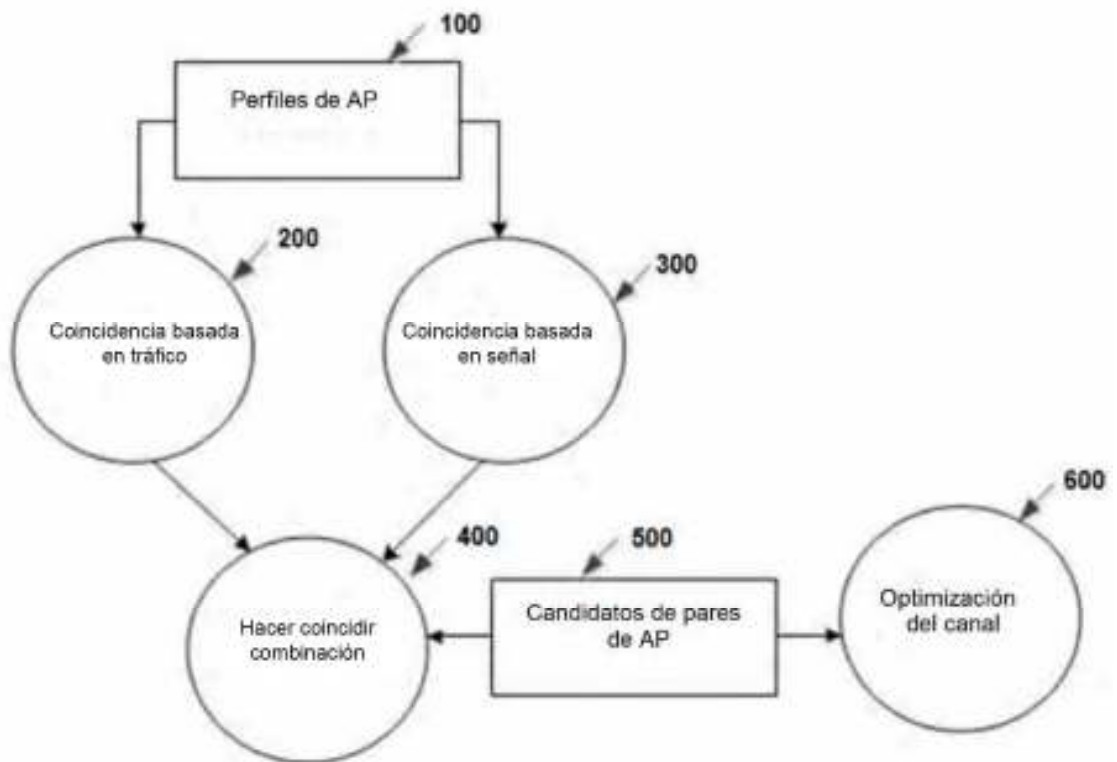 100
Perfiles de AP
200
300
Coincidencia basada
en tráfico
Coincidencia basada
en señal
400
500
600
Hacer coincidir
combinación
Candidatos de pares
de AP
Optimización
del canal